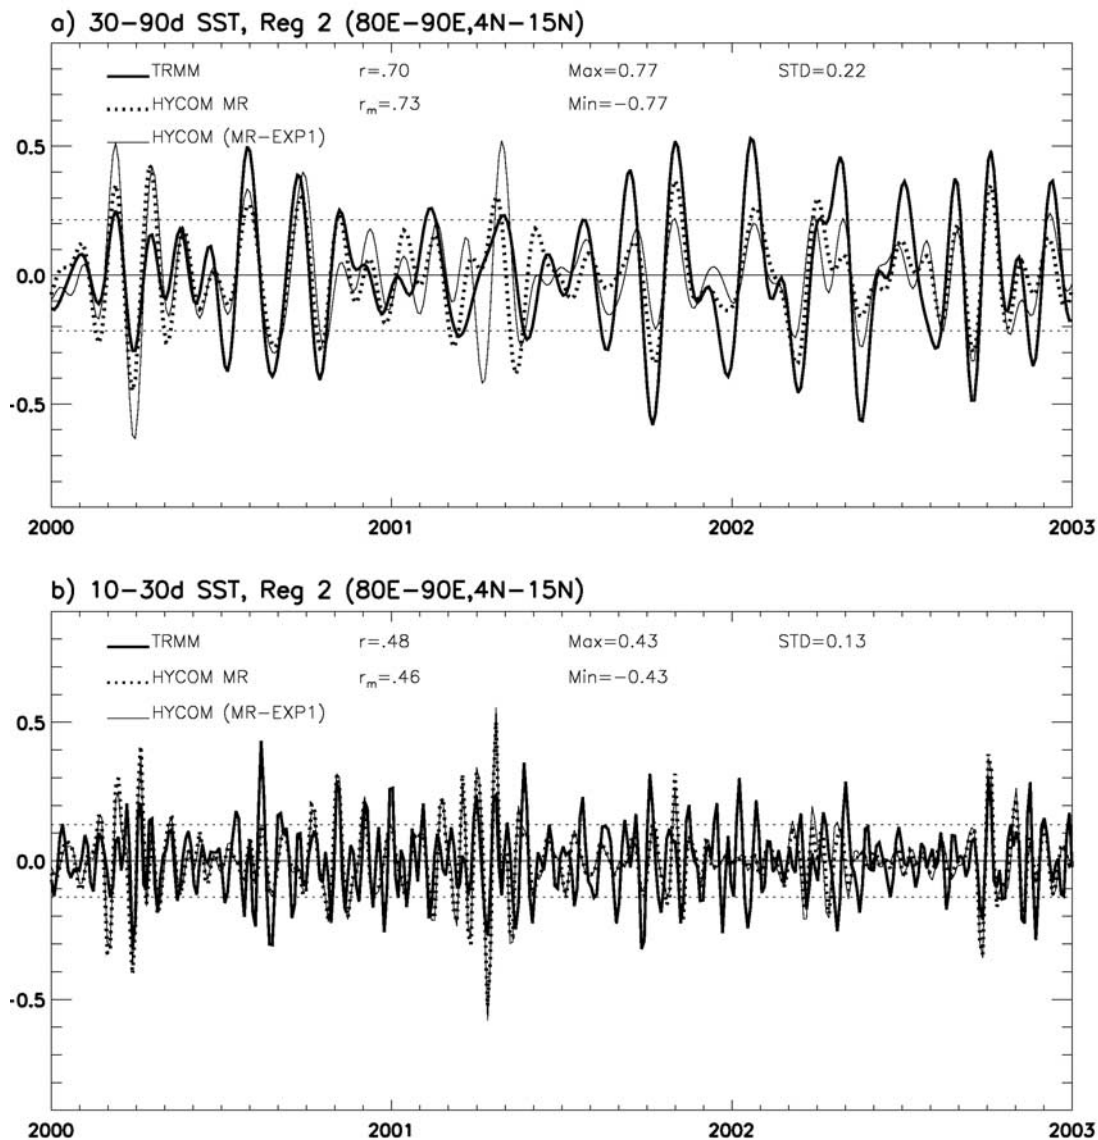 a) 30−90d SST, Reg 2 (80E−90E,4N−15N)
TRMM r=.70 Max=0.77 STD=0.22
HYCOM MR rm=.73 Min=−0.77
HYCOM (MR−EXP1)
0.5
0.0
-0.5
2000 2001 2002 2003
b) 10−30d SST, Reg 2 (80E−90E,4N−15N)
TRMM r=.48 Max=0.43 STD=0.13
HYCOM MR rm=.46 Min=−0.43
HYCOM (MR−EXP1)
0.5
0.0
-0.5
2000 2001 2002 2003